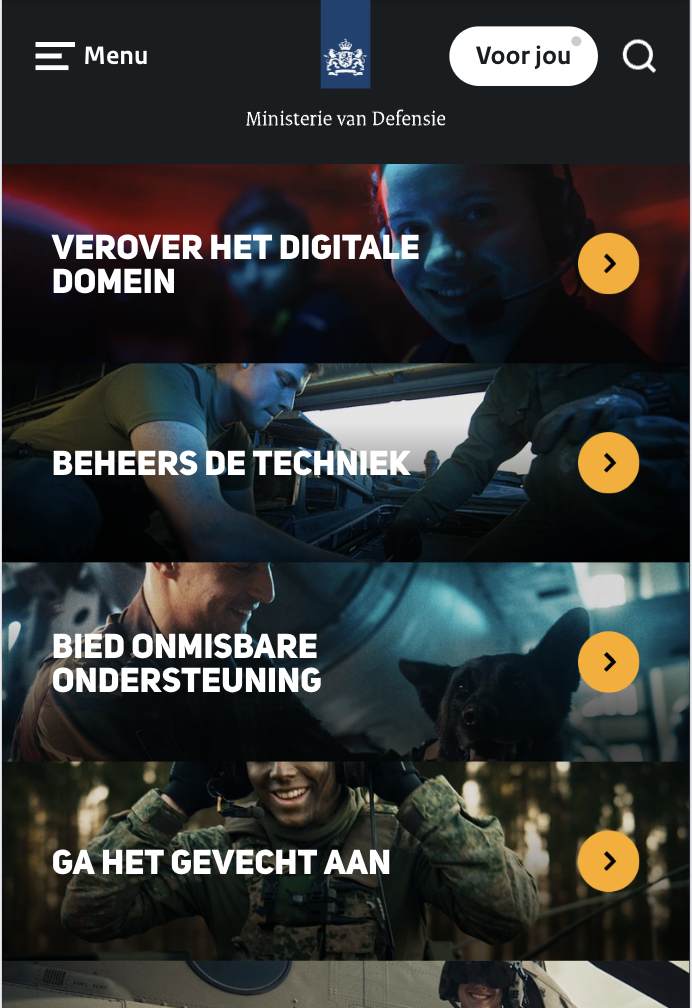 Menu
Voor jou
Ministerie van Defensie
VEROVER HET DIGITALE
DOMEIN
BEHEERS DE TECHNIEK
BIED ONMISBARE
ONDERSTEUNING
GA HET GEVECHT AAN